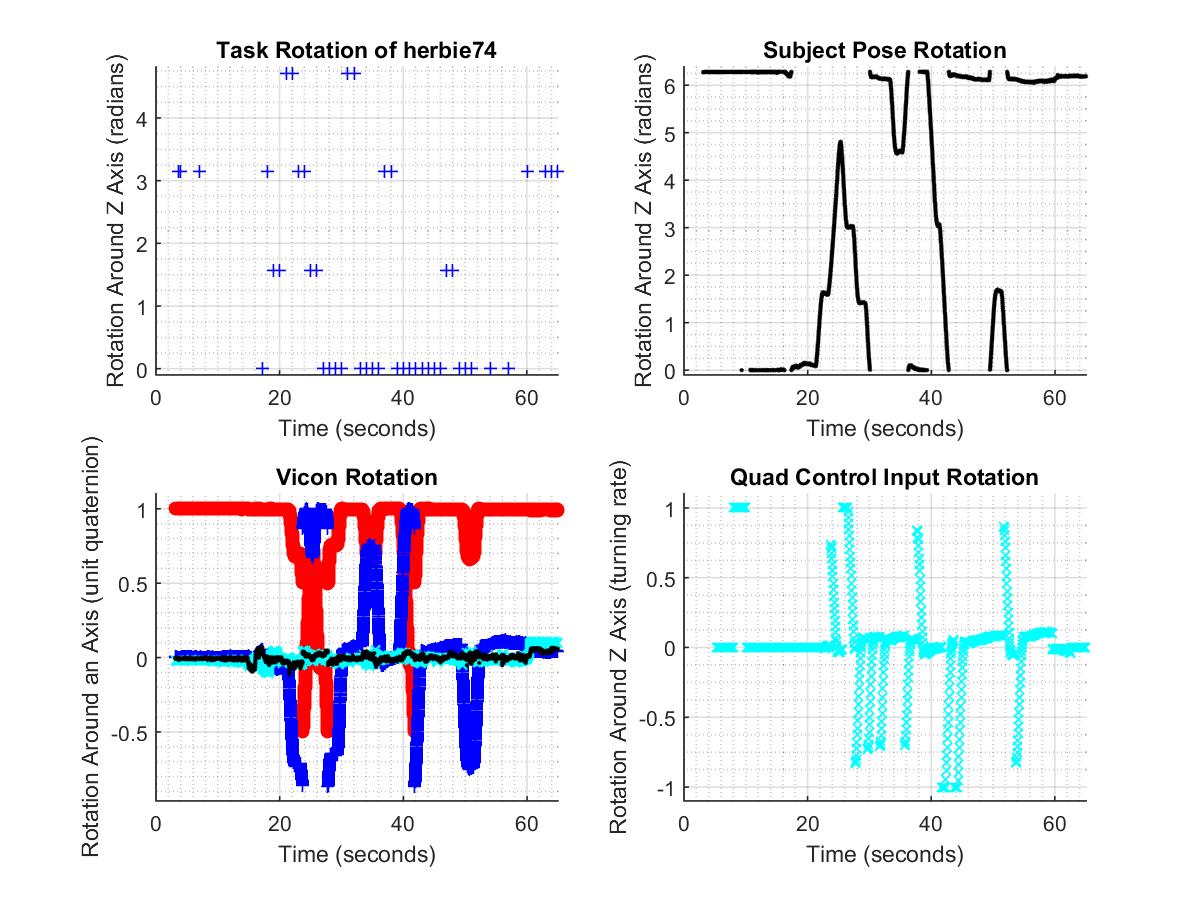 Task Rotation of herbie74
Rotation Around Z Axis (radians)
4
3
2
1
0
0 20 40 60
Time (seconds)
Subject Pose Rotation
Rotation Around Z Axis (radians)
6
5
4
3
2
1
0
0 20 40 60
Time (seconds)
Vicon Rotation
Rotation Around an Axis (unit quaternion)
1
0.5
0
-0.5
0 20 40 60
Time (seconds)
Quad Control Input Rotation
Rotation Around Z Axis (turning rate)
1
0.5
0
-0.5
-1
0 20 40 60
Time (seconds)